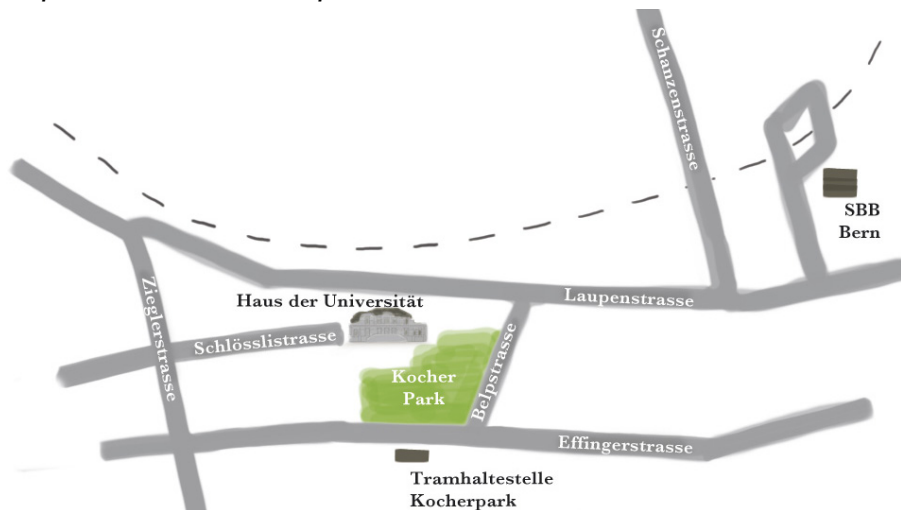 Schanzenstrasse
SBB
Bern
Zieglerstrasse
Haus der Universität
Laupenstrasse
Schlösslistrasse
Belpstrasse
Kocher
Park
Effingerstrasse
Tramhaltestelle
Kocherpark